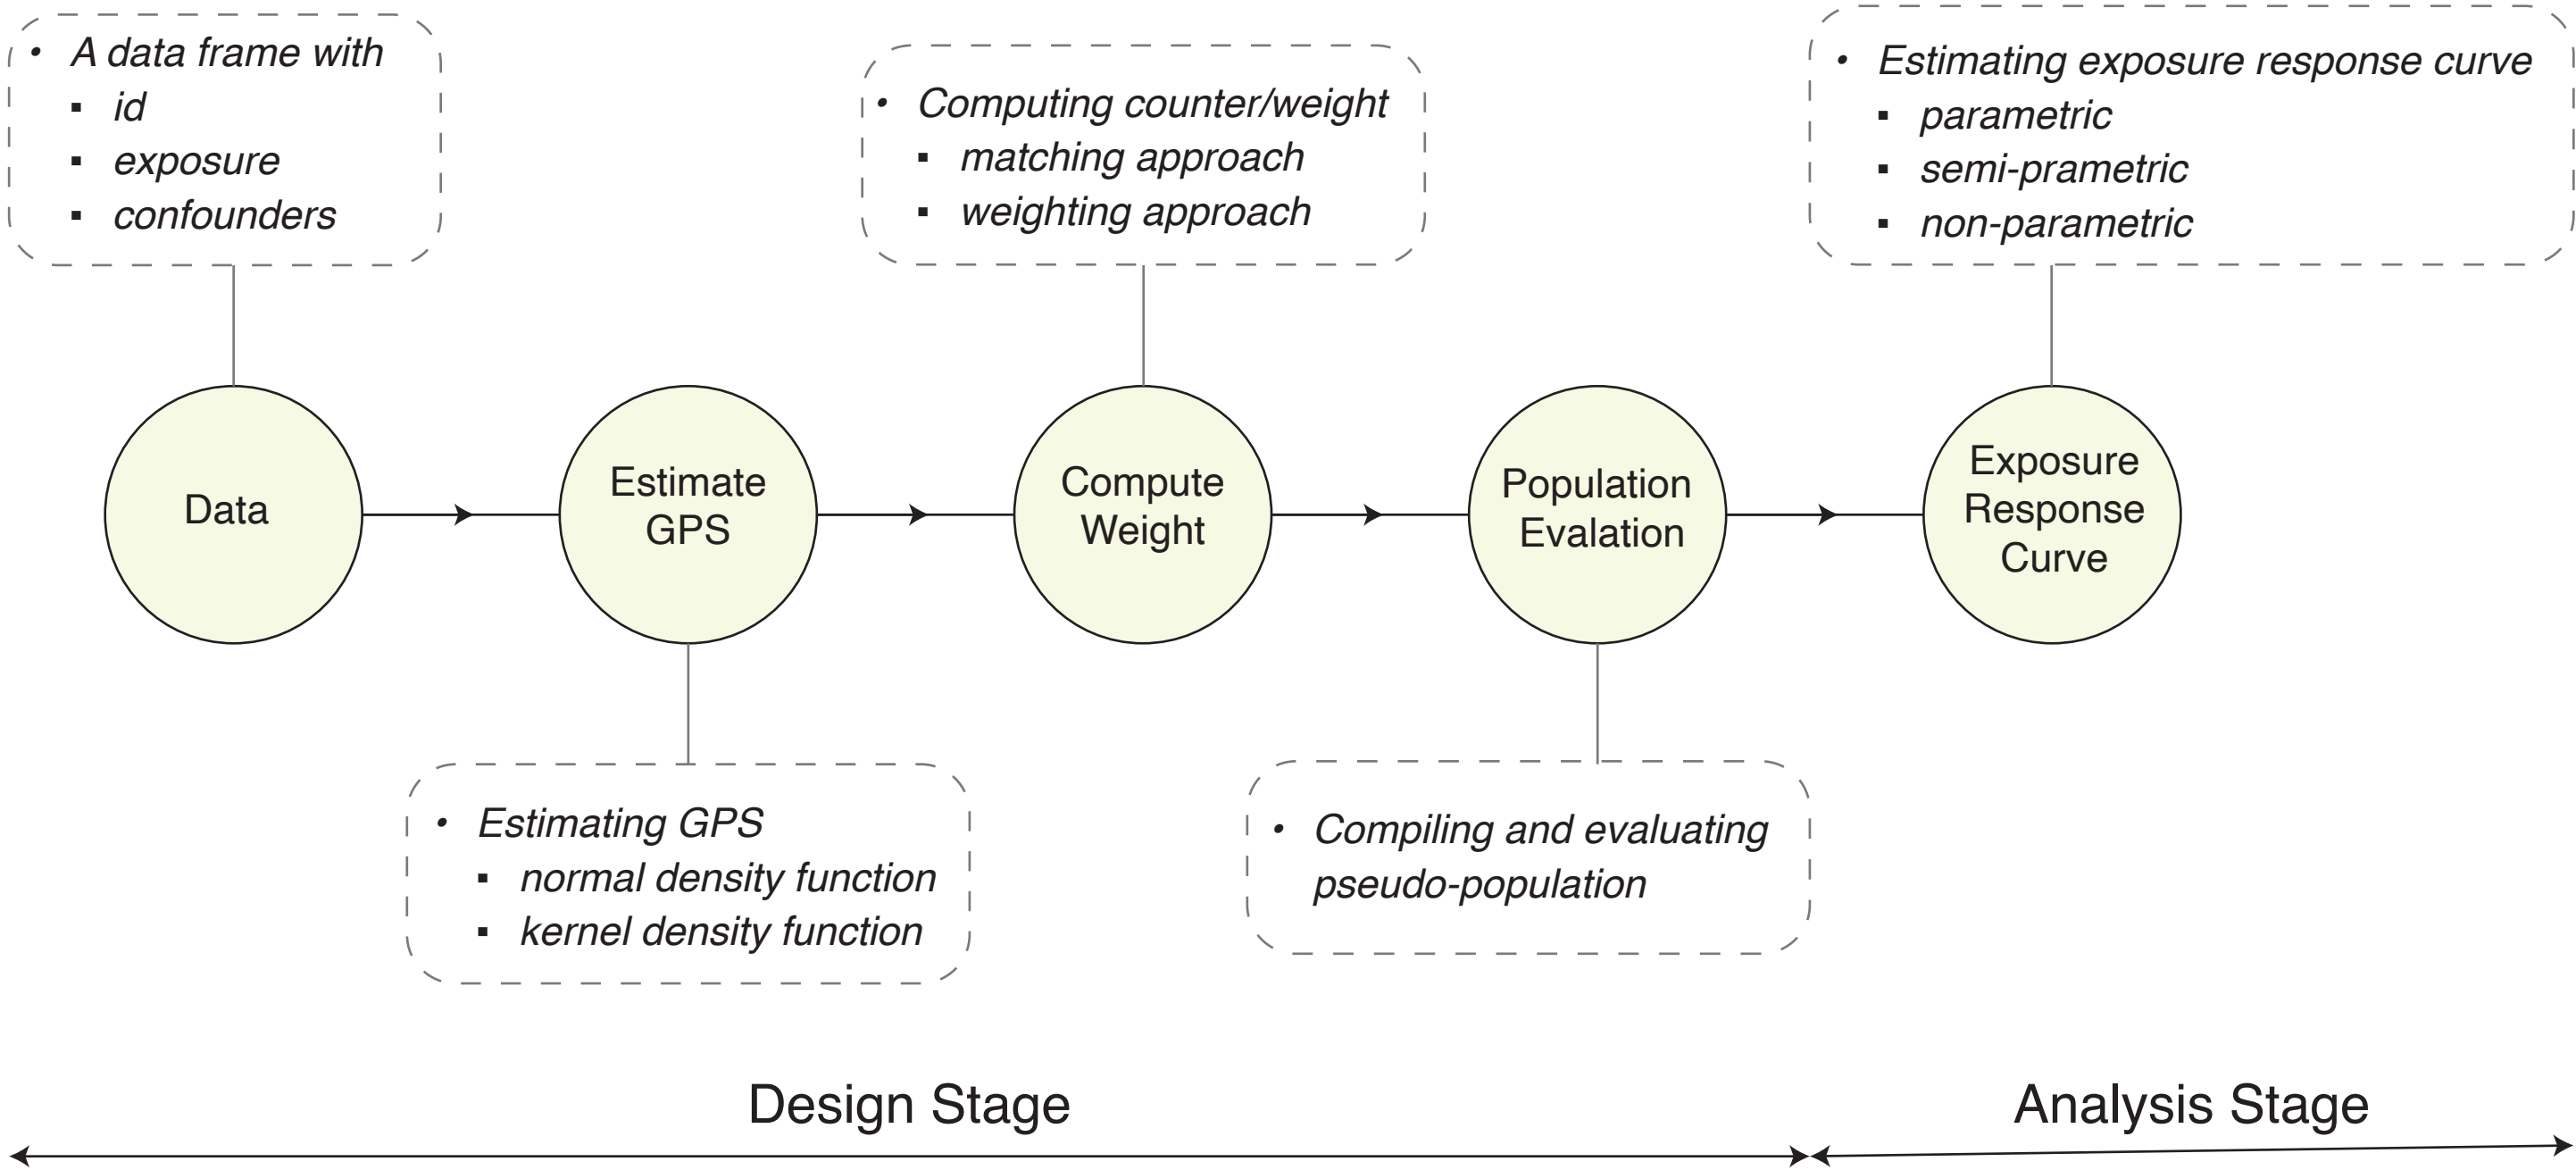 • A data frame with
▪ id
▪ exposure
▪ confounders
• Computing counter/weight
▪ matching approach
▪ weighting approach
• Estimating exposure response curve
▪ parametric
▪ semi-prametric
▪ non-parametric
Data
Estimate
GPS
Compute
Weight
Population
Evalation
Exposure
Response
Curve
• Estimating GPS
▪ normal density function
▪ kernel density function
• Compiling and evaluating
pseudo-population
Design Stage
Analysis Stage